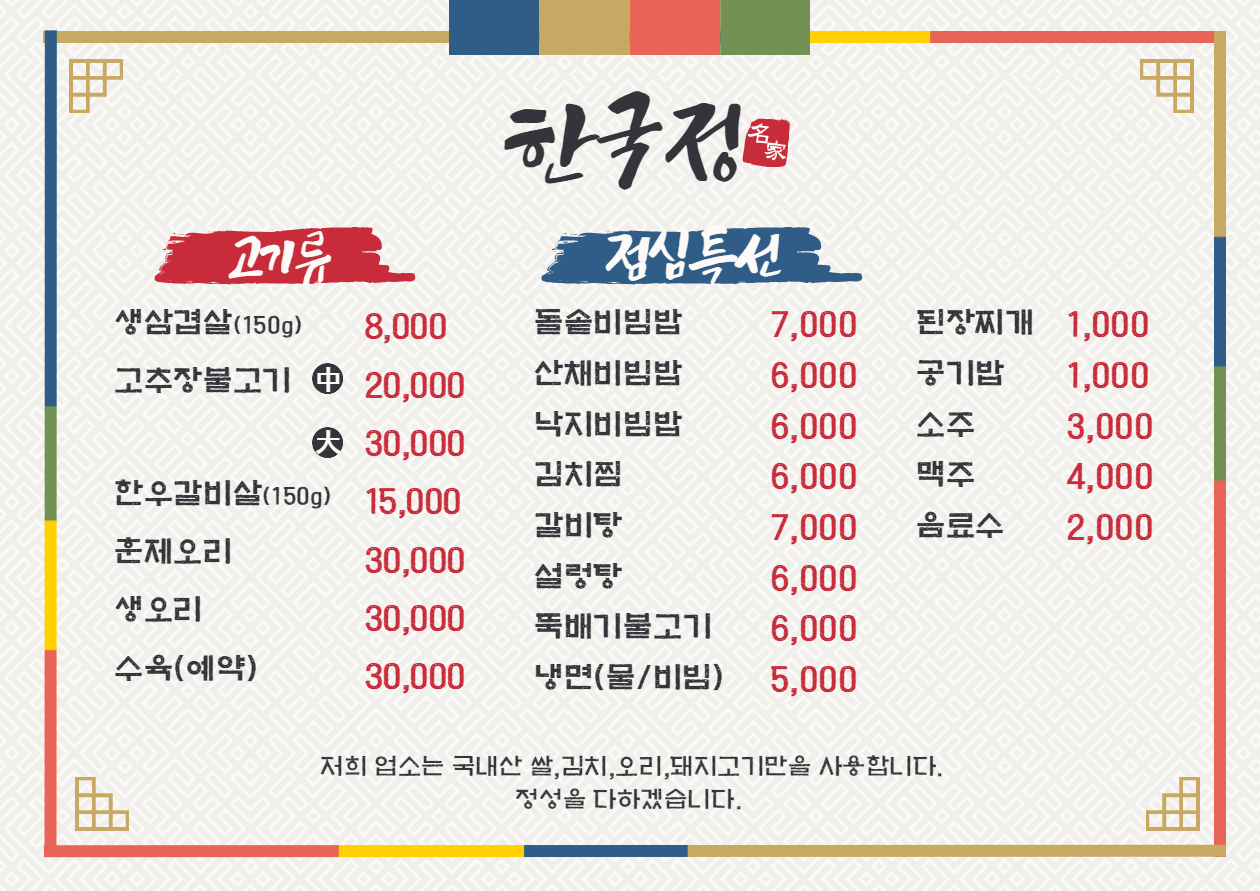 한국정 名家
고기류
생삼겹살(150g) 8,000
고추장불고기 中 20,000
大 30,000
한우갈비살(150g) 15,000
훈제오리 30,000
생오리 30,000
수육(예약) 30,000
점심특선
돌솥비빔밥 7,000
산채비빔밥 6,000
낙지비빔밥 6,000
김치찜 6,000
갈비탕 7,000
설렁탕 6,000
뚝배기불고기 6,000
냉면(물/비빔) 5,000
된장찌개 1,000
공기밥 1,000
소주 3,000
맥주 4,000
음료수 2,000
저희 업소는 국내산 쌀,김치,오리,돼지고기만을 사용합니다.
정성을 다하겠습니다.